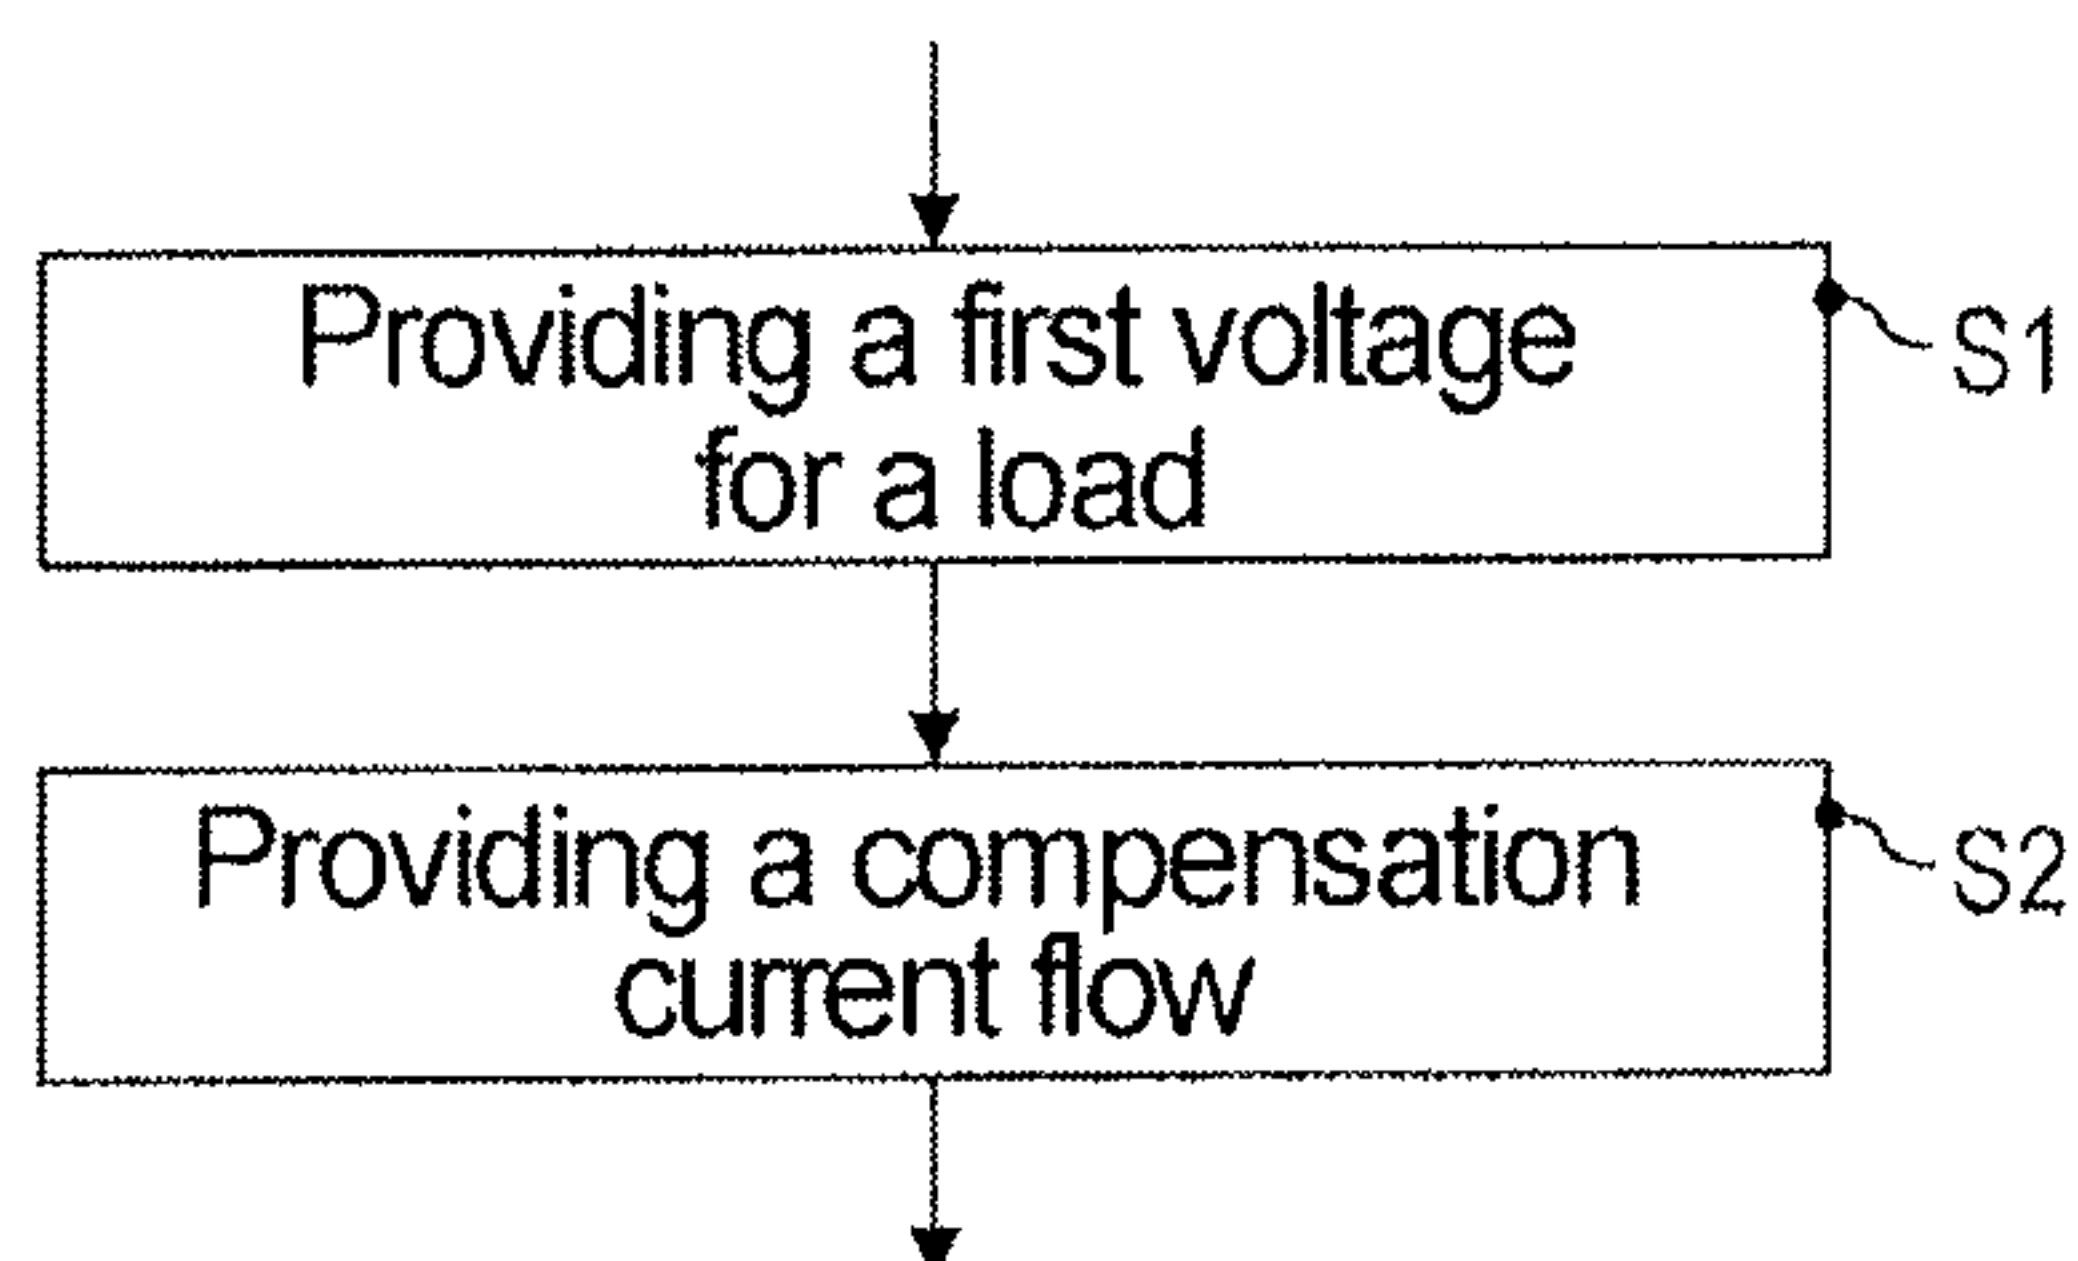 Providing a first voltage
for a load
S1
Providing a compensation
current flow
S2